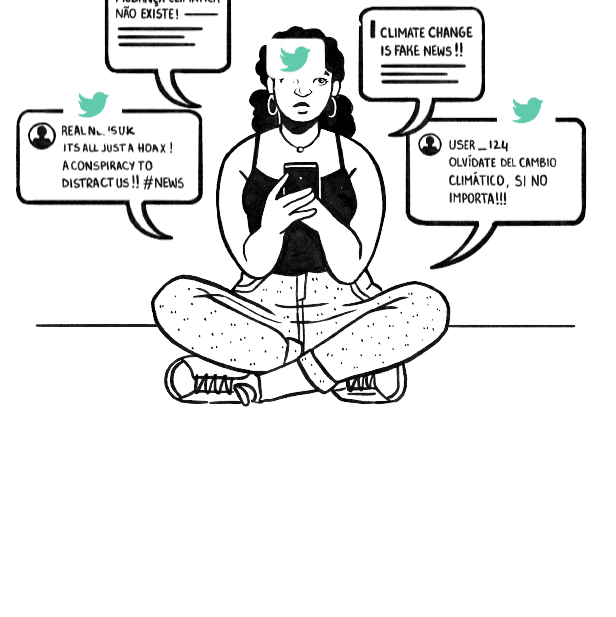 NÃO EXISTE!
CLIMATE CHANGE
IS FAKE NEWS!!
ITS ALL JUST A HOAX!
A CONSPIRACY TO
DISTRACT US!! #NEWS
USER_124
OLVÍDATE DEL CAMBIO
CLIMÁTICO, SI NO
IMPORTA!!!